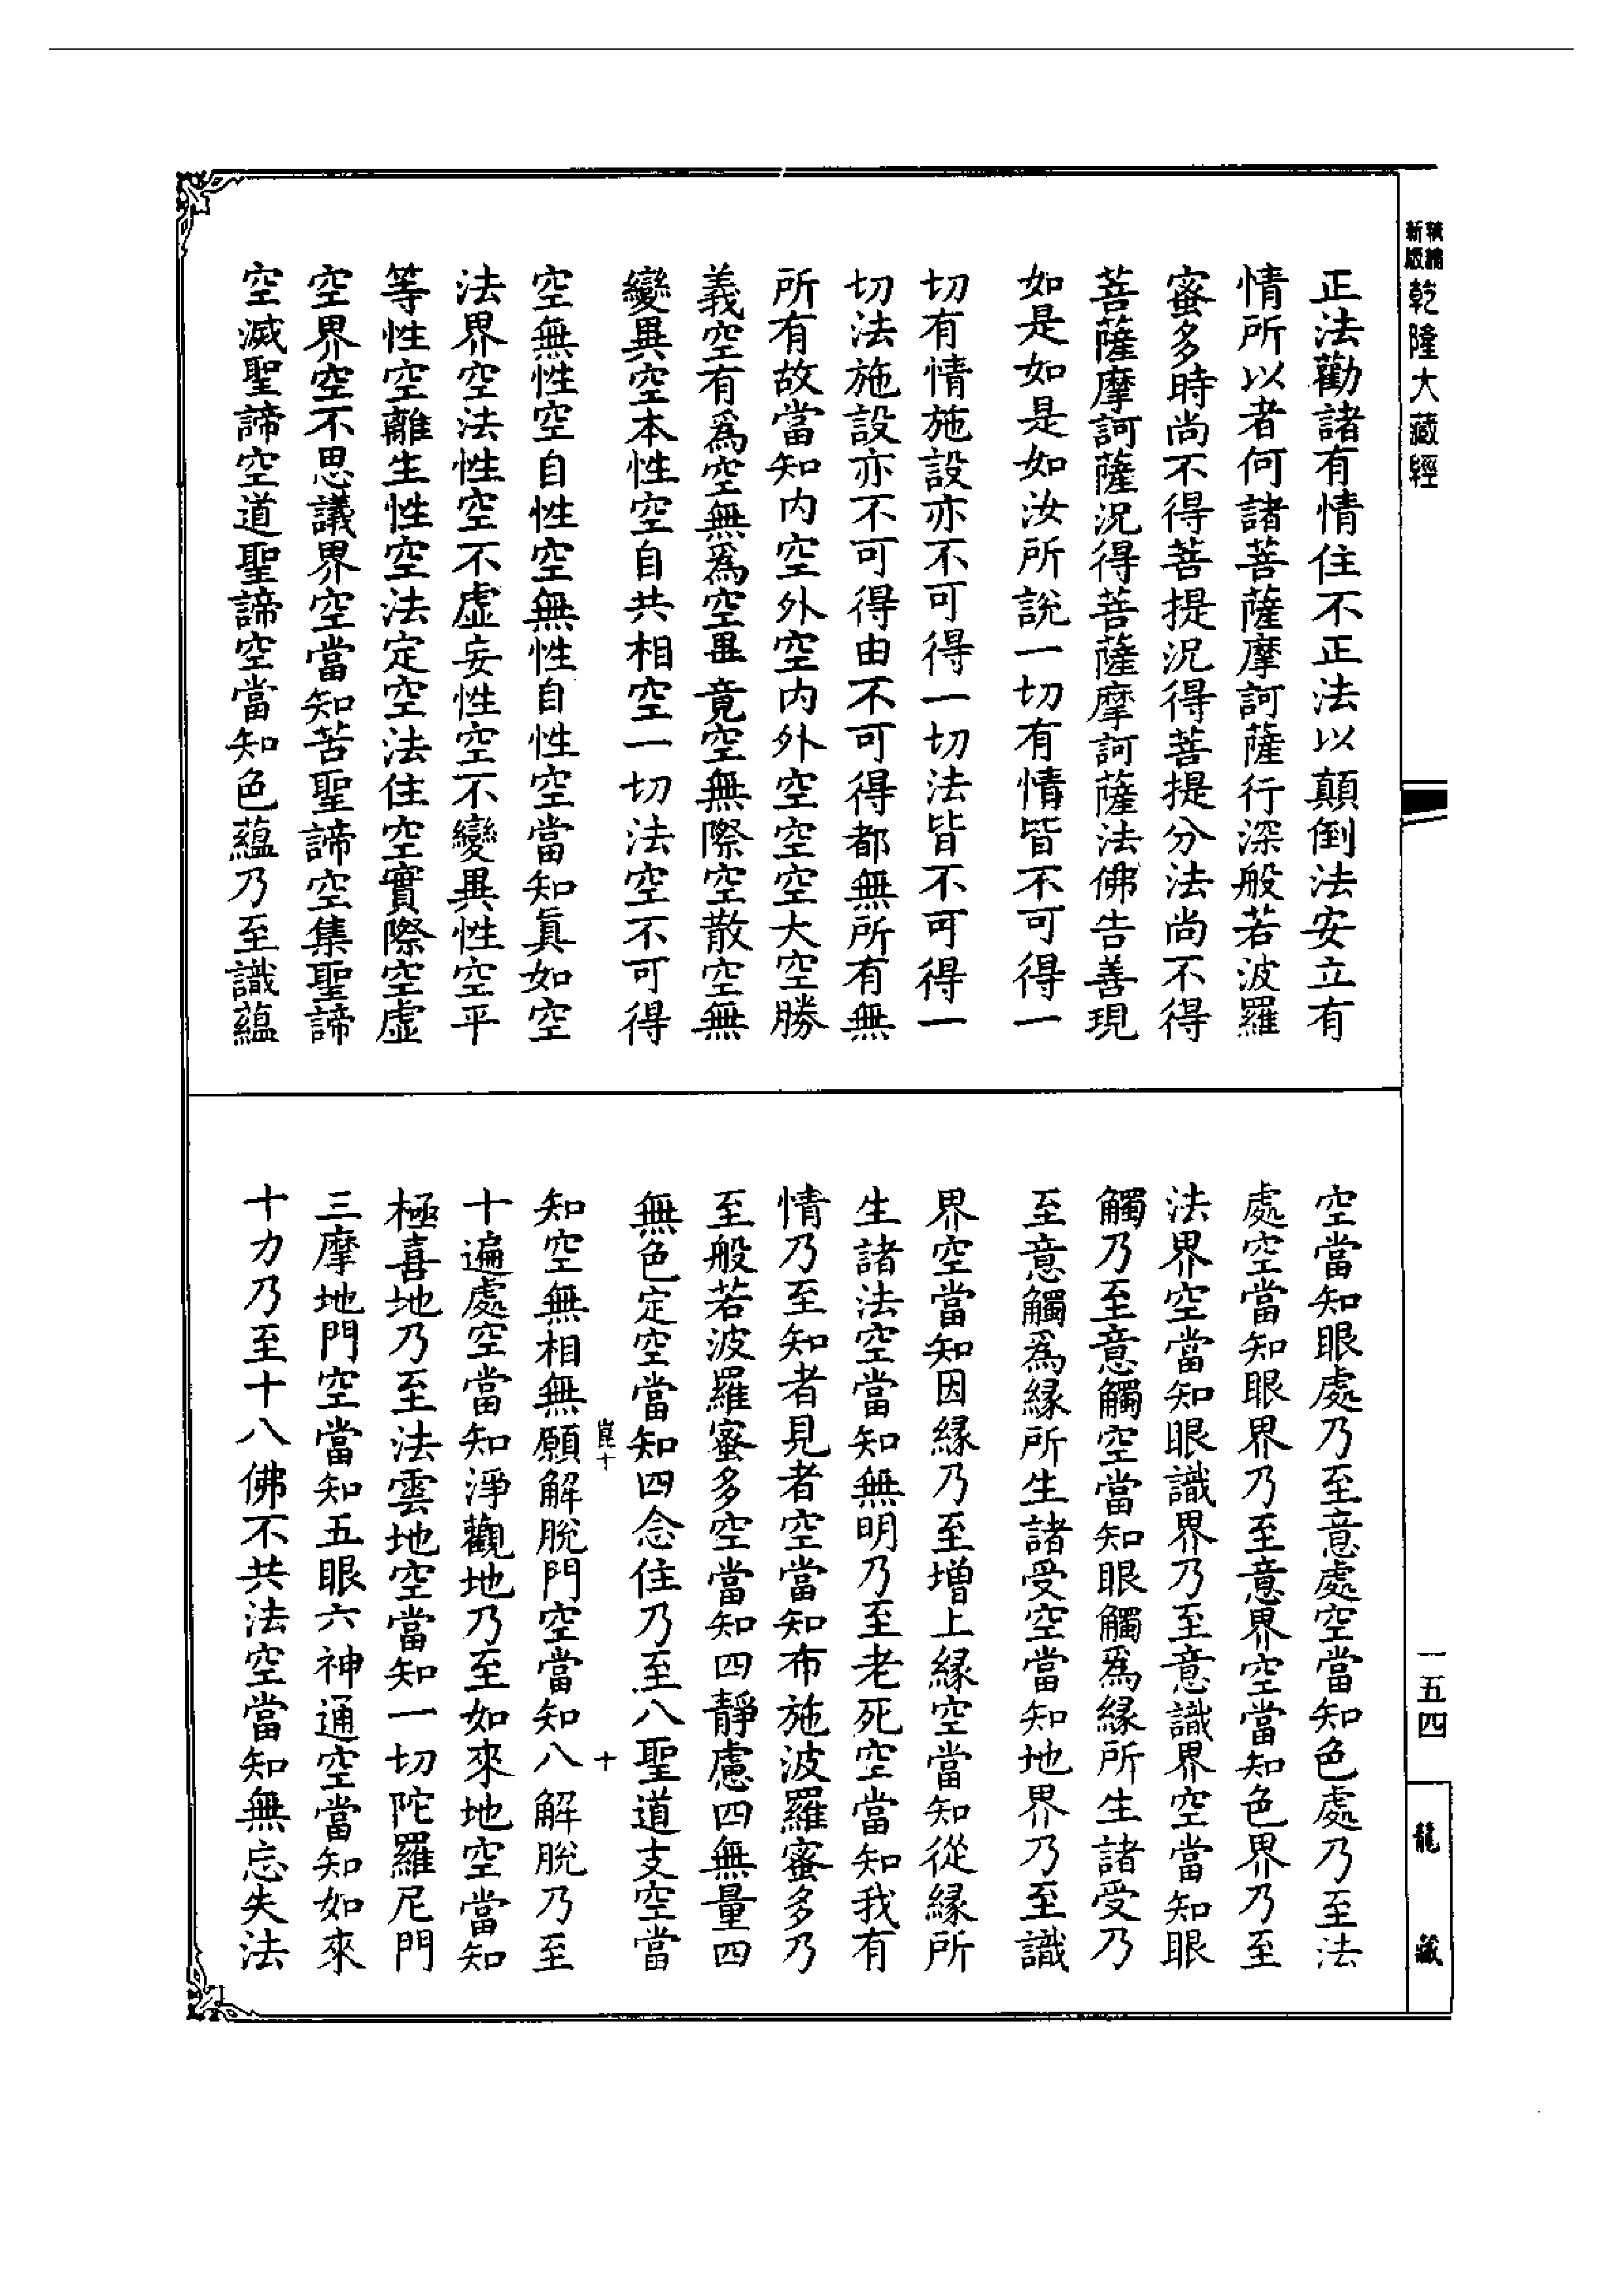 新版
乾隆大藏經
正法勸諸有情住不正法以顛倒法安立有
情所以者何諸菩薩摩訶薩行深般若波羅
蜜多時尚不得菩提況得菩提分法尚不得
菩薩摩訶薩況得菩薩摩訶薩法佛告善現
如是如是如汝所說一切有情皆不可得一
切有情施設亦不可得一切法皆不可得一
切法施設亦不可得由不可得都無所有無
所有故當知内空外空内外空空空大空勝
義空有爲空無爲空畢竟空無際空散空無
變異空本性空自共相空一切法空不可得
空無性空自性空無性自性空當知眞如空
法界空法性空不虛妄性空不變異性空平
等性空離生性空法定空法住空實際空虛
空界空不思議界空當知苦聖諦空集聖諦
空滅聖諦空道聖諦空當知色蘊乃至識蘊
空當知眼處乃至意處空當知色處乃至法
處空當知眼界乃至意界空當知色界乃至
法界空當知眼識界乃至意識界空當知眼
觸乃至意觸空當知眼觸爲緣所生諸受乃
至意觸爲緣所生諸受空當知地界乃至識
界空當知因緣乃至增上緣空當知從緣所
生諸法空當知無明乃至老死空當知我有
情乃至知者見者空當知布施波羅蜜多乃
至般若波羅蜜多空當知四靜慮四無量四
無色定空當知四念住乃至八聖道支空當
崑十
十
知空無相無願解脫門空當知八解脫乃至
十遍處空當知淨觀地乃至如來地空當知
極喜地乃至法雲地空當知一切陀羅尼門
三摩地門空當知五眼六神通空當知如來
十力乃至十八佛不共法空當知無忘失法
一五四
龍藏